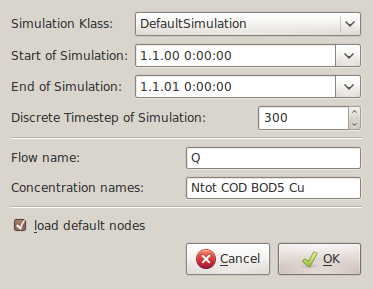 Simulation Klass: DefaultSimulation
Start of Simulation: 1.1.00 0:00:00
End of Simulation: 1.1.01 0:00:00
Discrete Timestep of Simulation: 300
Flow name: Q
Concentration names: Ntot COD BOD5 Cu
load default nodes
Cancel OK